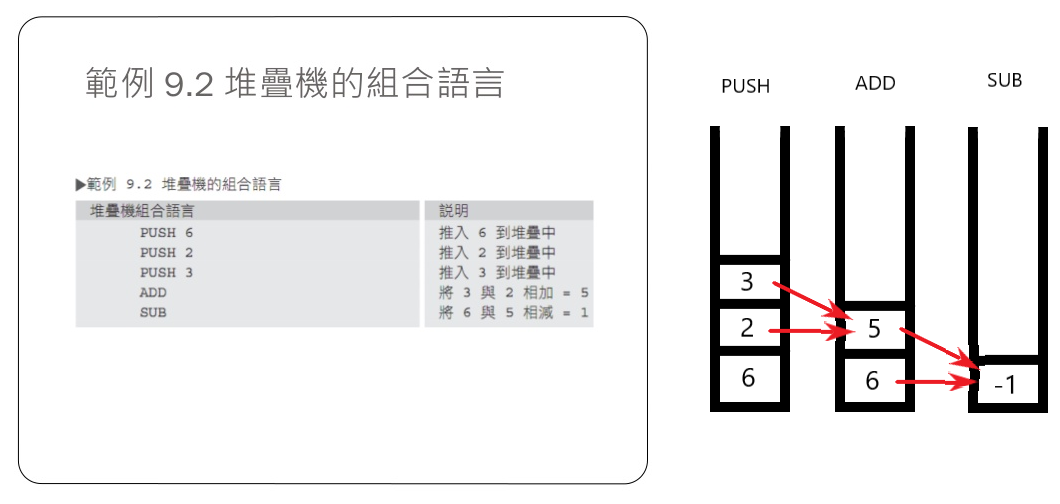 範例 9.2 堆疊機的組合語言
▶範例 9.2 堆疊機的組合語言
堆疊機組合語言 説明
PUSH 6 推入 6 到堆疊中
PUSH 2 推入 2 到堆疊中
PUSH 3 推入 3 到堆疊中
ADD 將 3 與 2 相加 = 5
SUB 將 6 與 5 相減 = 1
PUSH ADD SUB
3
2 5
6 6 -1